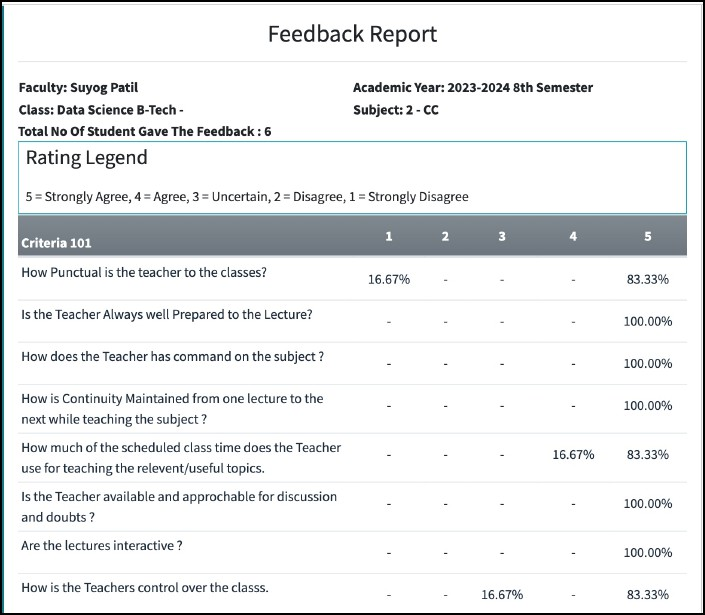 Feedback Report
Faculty: Suyog Patil
Academic Year: 2023-2024 8th Semester
Class: Data Science B-Tech -
Subject: 2 - CC
Total No Of Student Gave The Feedback : 6
Rating Legend
5 = Strongly Agree, 4 = Agree, 3 = Uncertain, 2 = Disagree, 1 = Strongly Disagree
Criteria 101 1 2 3 4 5
How Punctual is the teacher to the classes? 16.67% - - - 83.33%
Is the Teacher Always well Prepared to the Lecture? - - - - 100.00%
How does the Teacher has command on the subject ? - - - - 100.00%
How is Continuity Maintained from one lecture to the
next while teaching the subject ? - - - - 100.00%
How much of the scheduled class time does the Teacher
use for teaching the relevent/useful topics. - - - 16.67% 83.33%
Is the Teacher available and approchable for discussion
and doubts ? - - - - 100.00%
Are the lectures interactive ? - - - - 100.00%
How is the Teachers control over the classs. - - 16.67% - 83.33%